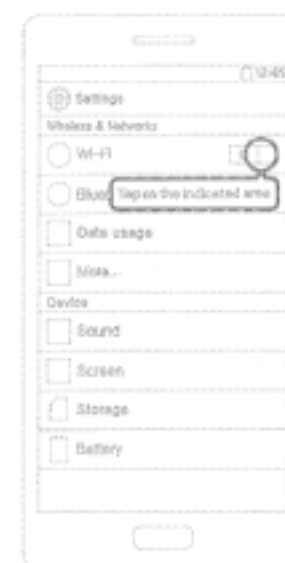 12:45
Settings
Wireless & Networks
Wi-Fi
Blue
Tap on the indicated area
Data usage
More...
Device
Sound
Screen
Storage
Battery